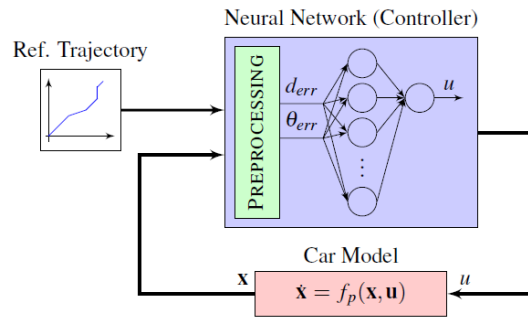 Neural Network (Controller)
Ref. Trajectory
PREPROCESSING
d_err
θ_err
u
⋮
Car Model
x
ẋ = f_p(x, u)
u